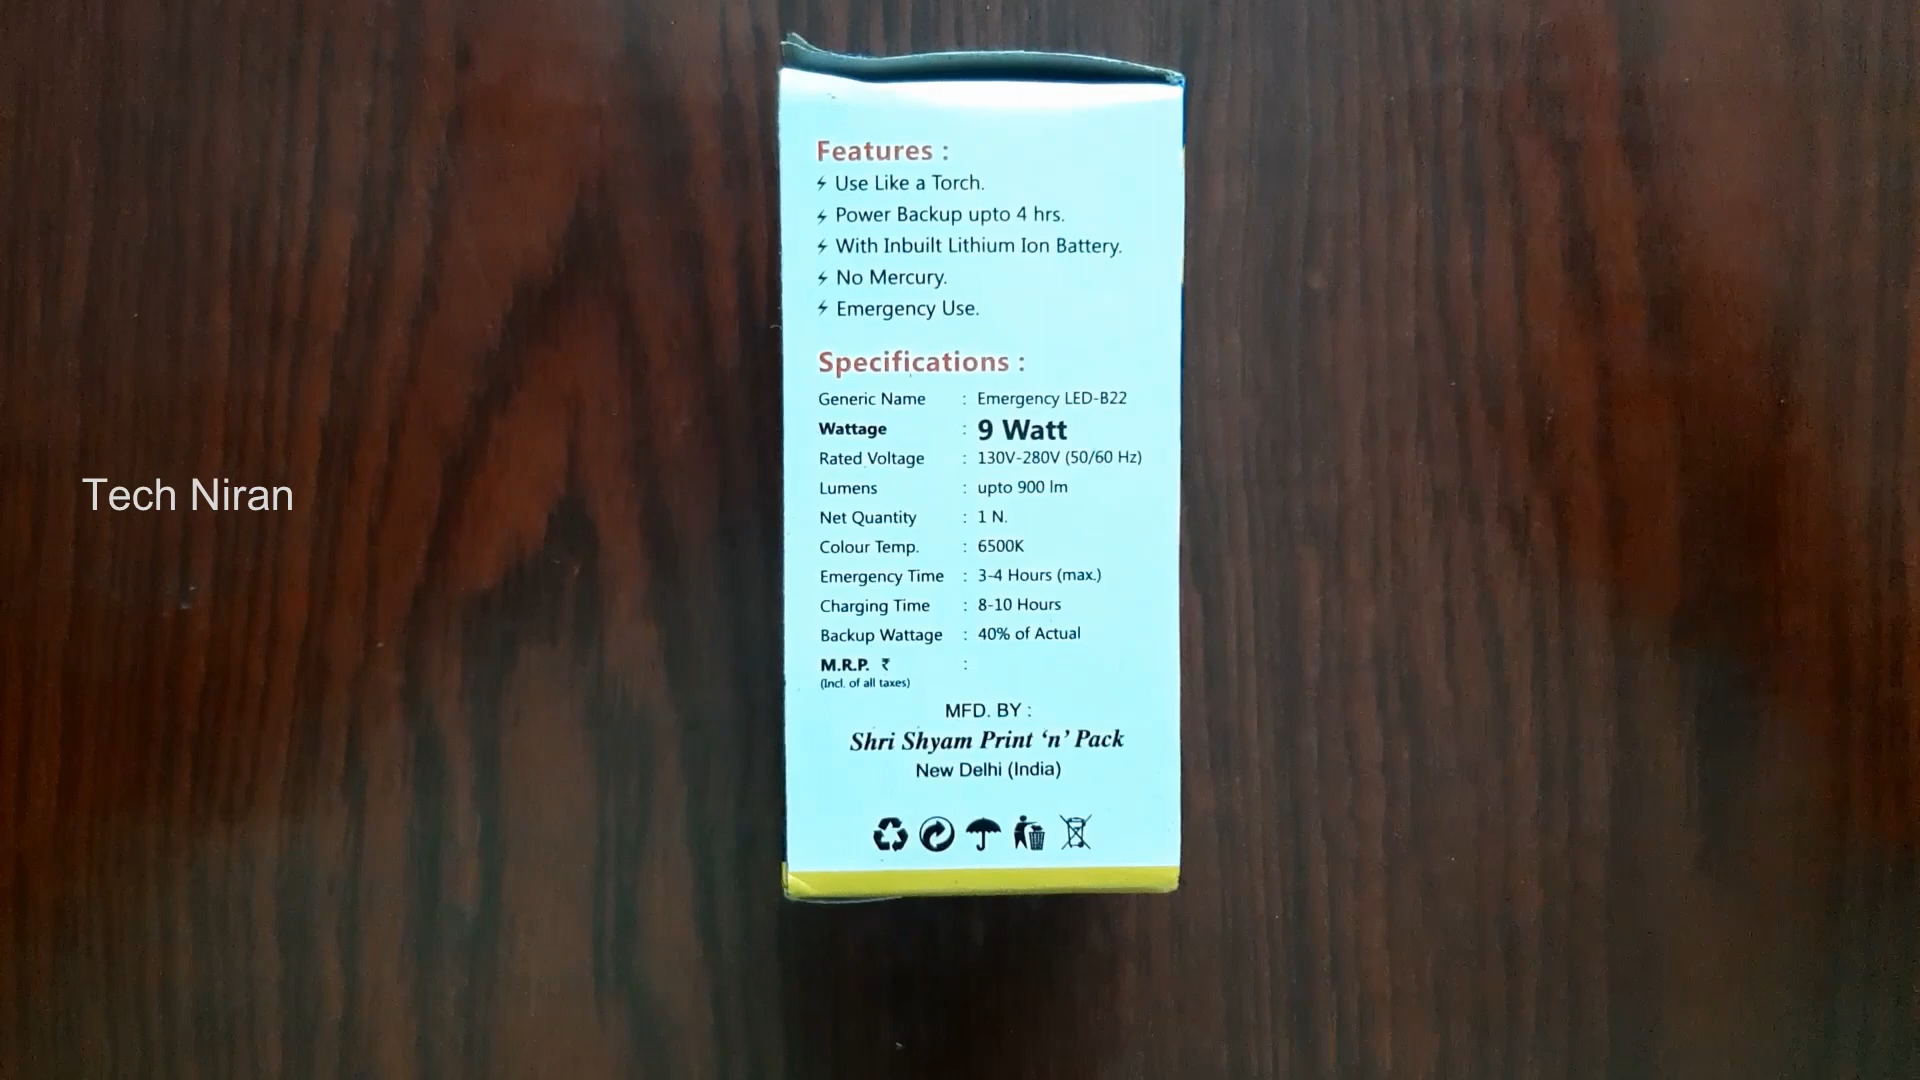 Features :
Use Like a Torch.
Power Backup upto 4 hrs.
With Inbuilt Lithium Ion Battery.
No Mercury.
Emergency Use.
Specifications :
Generic Name : Emergency LED-B22
Wattage : 9 Watt
Rated Voltage : 130V-280V (50/60 Hz)
Lumens : upto 900 lm
Net Quantity : 1 N.
Colour Temp. : 6500K
Emergency Time : 3-4 Hours (max.)
Charging Time : 8-10 Hours
Backup Wattage : 40% of Actual
M.R.P. ₹ :
(Incl. of all taxes)
MFD. BY :
Shri Shyam Print ‘n’ Pack
New Delhi (India)
Tech Niran